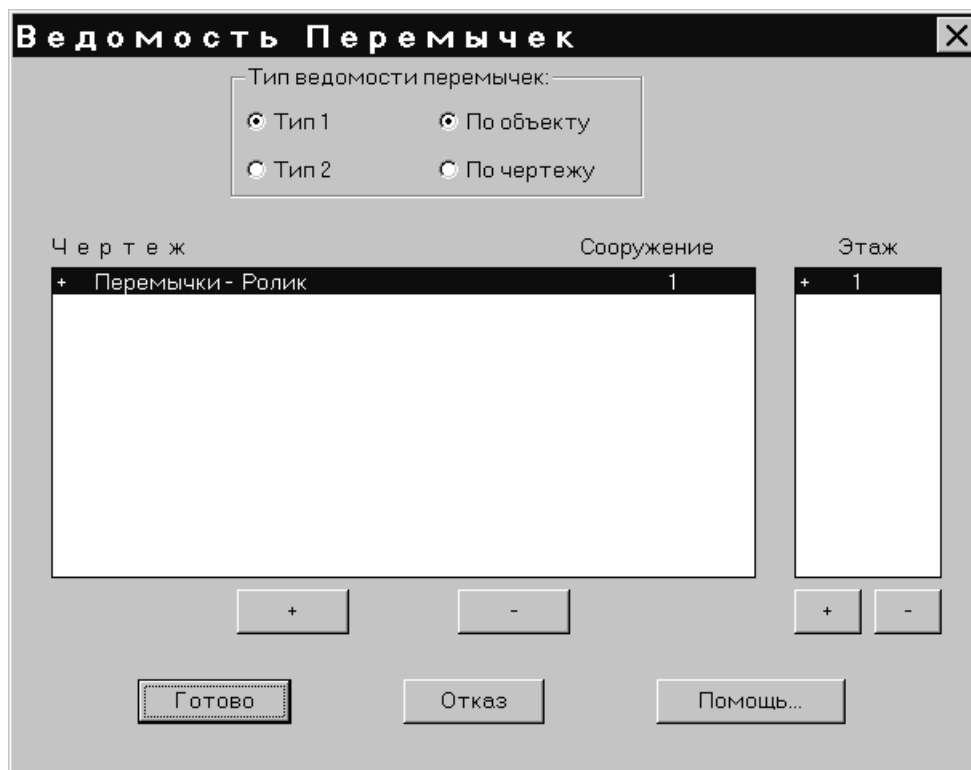 Ведомость Перемычек
Тип ведомости перемычек:
Тип 1 По объекту
Тип 2 По чертежу
Чертеж Сооружение Этаж
+ Перемычки - Ролик 1 + 1
+ - + -
Готово Отказ Помощь...